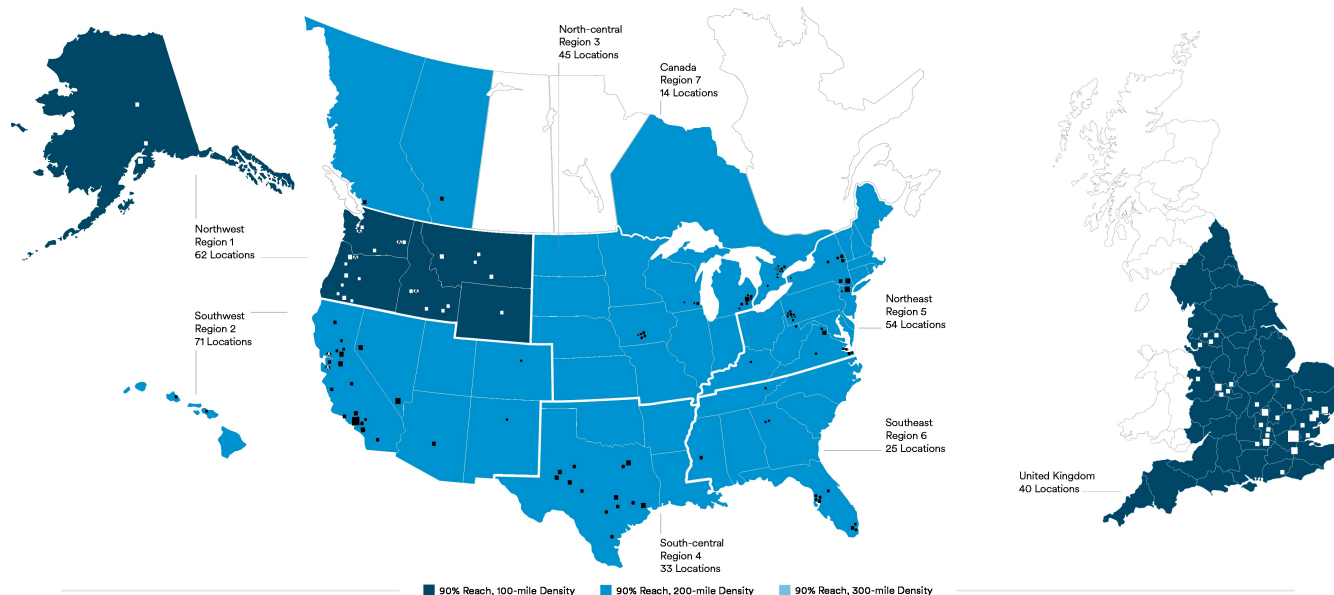 North-central
Region 3
45 Locations
Canada
Region 7
14 Locations
Northwest
Region 1
62 Locations
Southwest
Region 2
71 Locations
Northeast
Region 5
54 Locations
Southeast
Region 6
25 Locations
United Kingdom
40 Locations
South-central
Region 4
33 Locations
90% Reach, 100-mile Density
90% Reach, 200-mile Density
90% Reach, 300-mile Density